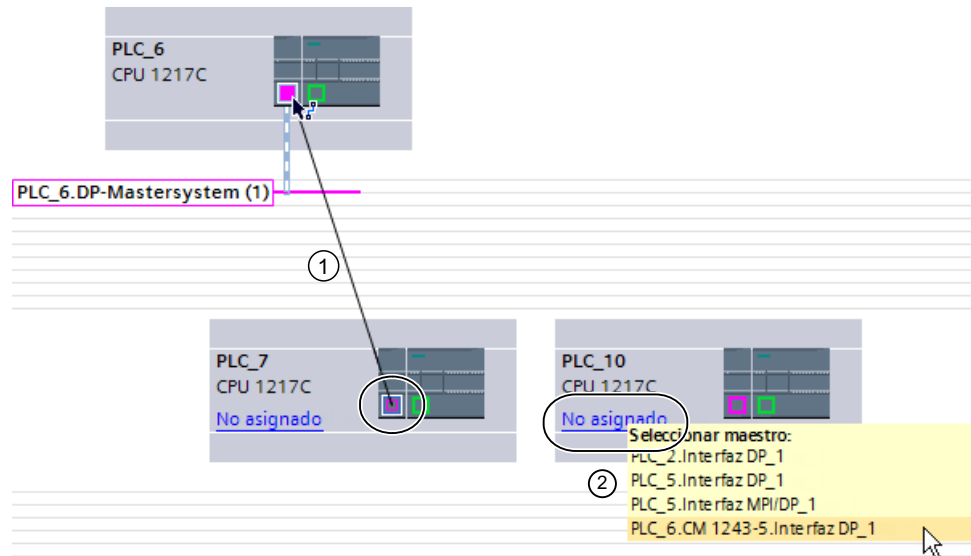 PLC_6
CPU 1217C
PLC_6.DP-Mastersystem (1)
1
PLC_7
CPU 1217C
No asignado
PLC_10
CPU 1217C
No asignado
Seleccionar maestro:
PLC_2.Interfaz DP_1
PLC_5.Interfaz DP_1
PLC_5.Interfaz MPI/DP_1
PLC_6.CM 1243-5.Interfaz DP_1
2